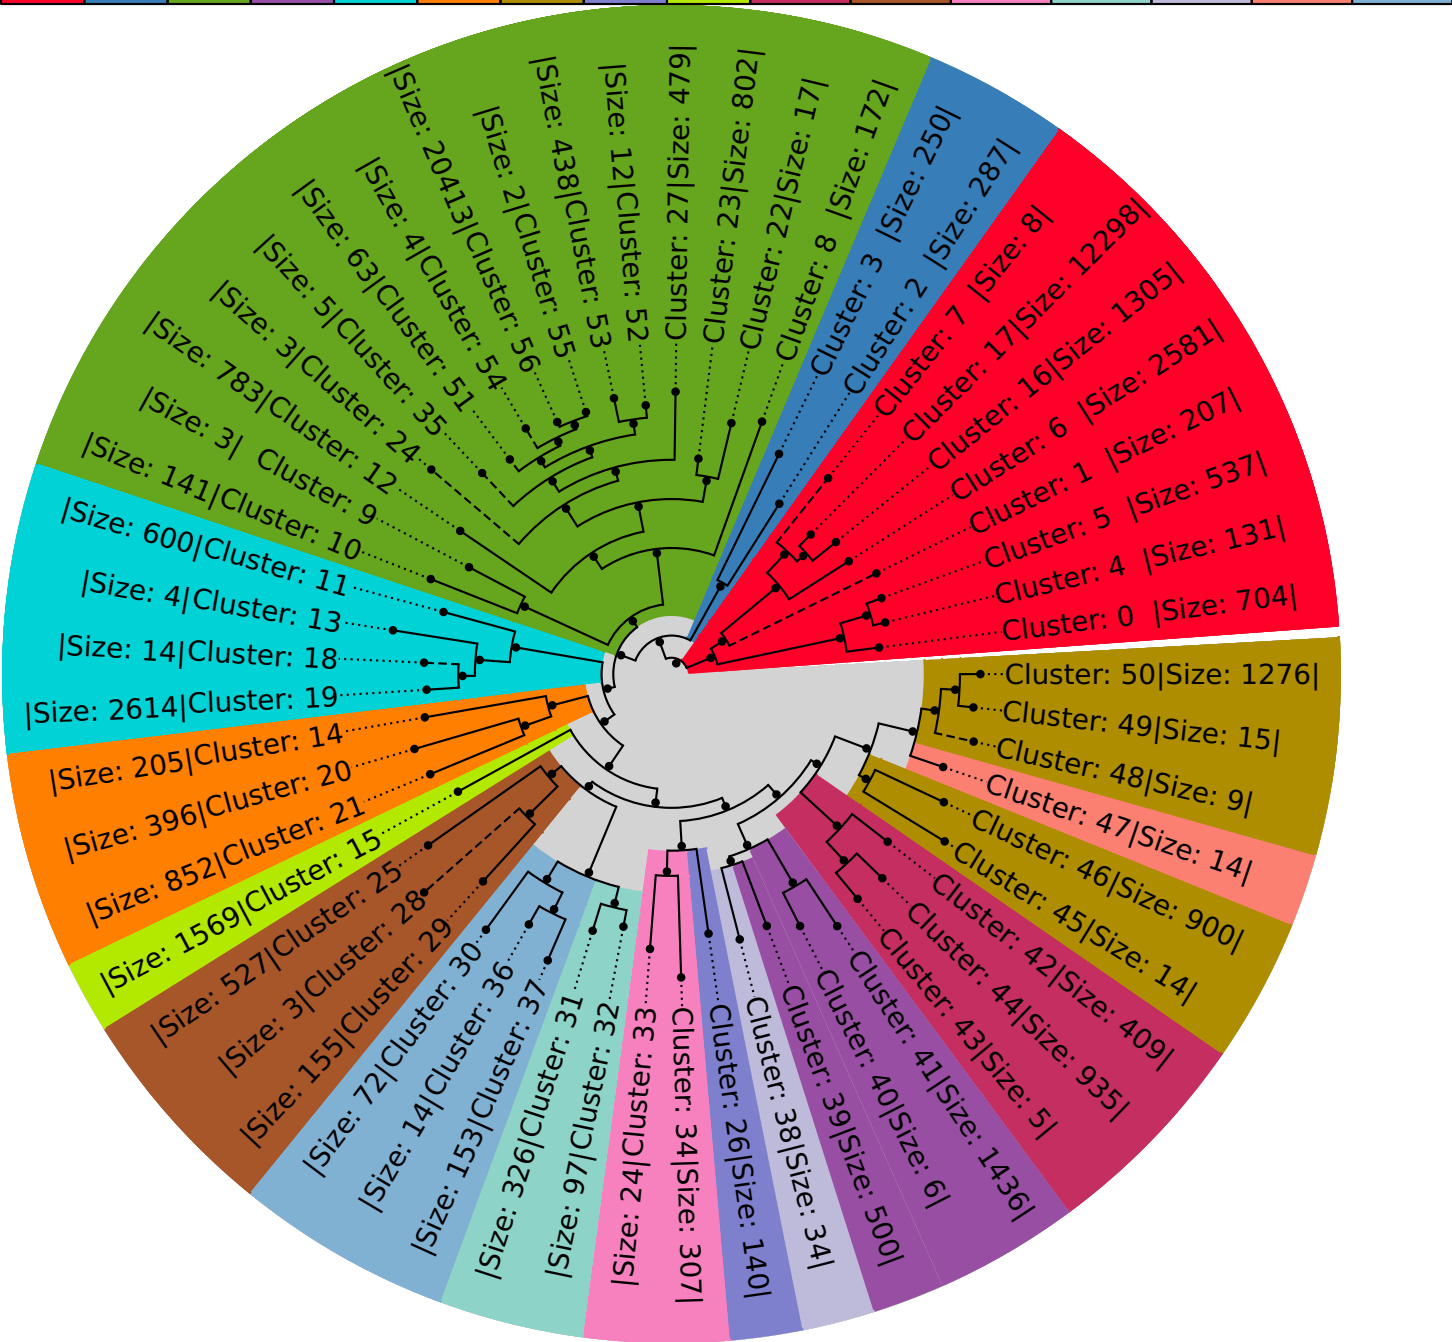 |Size: 20413|Cluster: 56
|Size: 2|Cluster: 55
|Size: 438|Cluster: 53
|Size: 12|Cluster: 52
Cluster: 27|Size: 479|
Cluster: 23|Size: 802|
Cluster: 22|Size: 17|
Cluster: 8 |Size: 172|
Cluster: 3 |Size: 250|
Cluster: 2 |Size: 287|
Cluster: 7 |Size: 8|
Cluster: 17|Size: 12298|
Cluster: 16|Size: 1305|
Cluster: 6 |Size: 2581|
Cluster: 1 |Size: 207|
Cluster: 5 |Size: 537|
Cluster: 4 |Size: 131|
Cluster: 0 |Size: 704|
Cluster: 50|Size: 1276|
Cluster: 49|Size: 15|
Cluster: 48|Size: 9|
Cluster: 47|Size: 14|
Cluster: 46|Size: 900|
Cluster: 45|Size: 14|
Cluster: 42|Size: 409|
Cluster: 44|Size: 935|
Cluster: 43|Size: 5|
Cluster: 41|Size: 1436|
Cluster: 40|Size: 6|
Cluster: 39|Size: 500|
Cluster: 38|Size: 34|
Cluster: 26|Size: 140|
Cluster: 34|Size: 307|
|Size: 24|Cluster: 33
|Size: 97|Cluster: 32
|Size: 326|Cluster: 31
|Size: 153|Cluster: 37
|Size: 14|Cluster: 36
|Size: 72|Cluster: 30
|Size: 155|Cluster: 29
|Size: 3|Cluster: 28
|Size: 527|Cluster: 25
|Size: 1569|Cluster: 15
|Size: 852|Cluster: 21
|Size: 396|Cluster: 20
|Size: 205|Cluster: 14
|Size: 2614|Cluster: 19
|Size: 14|Cluster: 18
|Size: 4|Cluster: 13
|Size: 600|Cluster: 11
|Size: 141|Cluster: 10
|Size: 3| Cluster: 9
|Size: 783|Cluster: 12
|Size: 3|Cluster: 24
|Size: 5|Cluster: 35
|Size: 63|Cluster: 51
|Size: 4|Cluster: 54